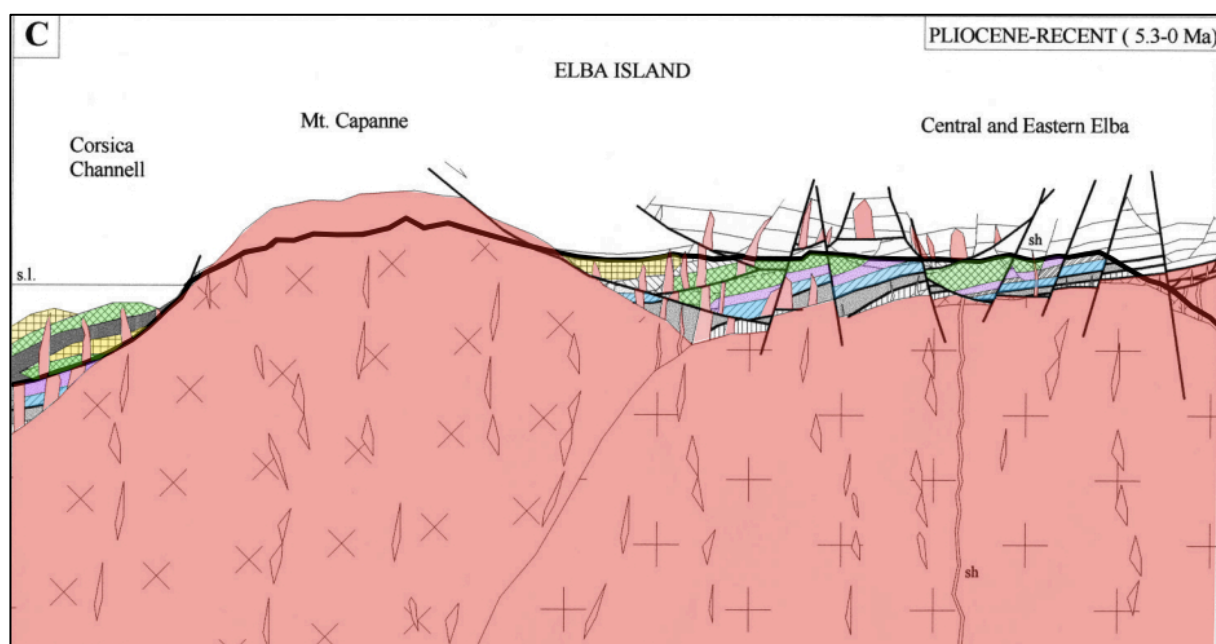 C
PLIOCENE-RECENT ( 5.3-0 Ma)
ELBA ISLAND
Mt. Capanne
Central and Eastern Elba
Corsica
Channell
sh
s.l.
sh